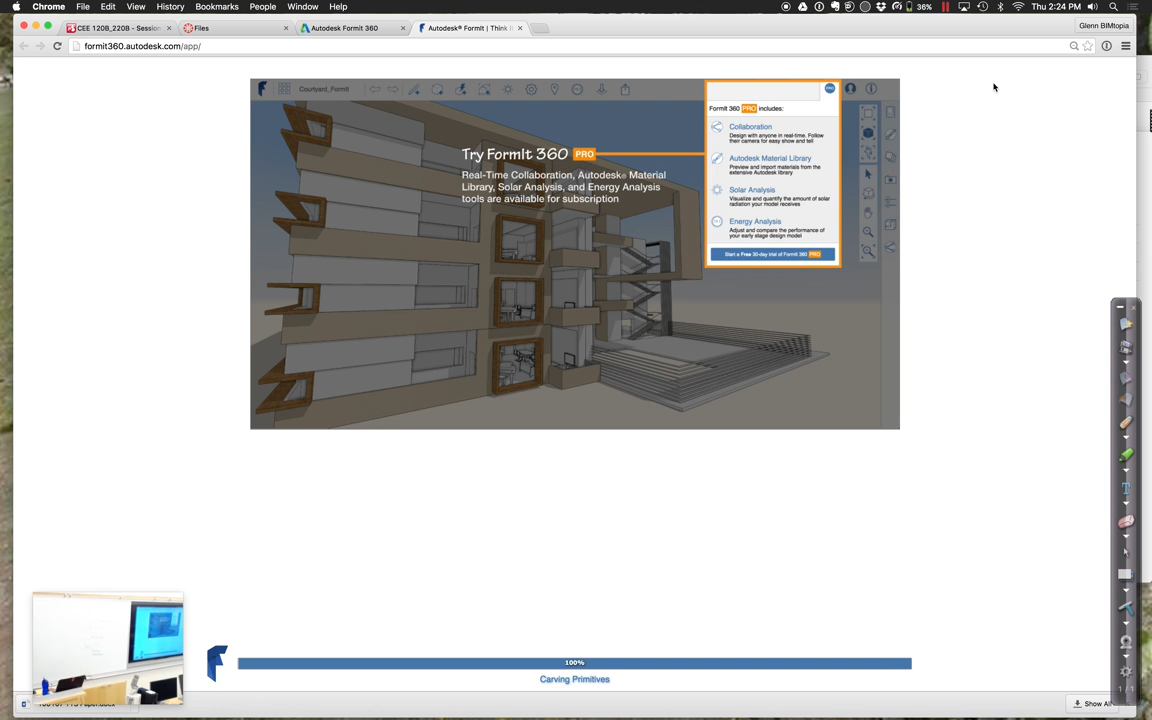 Chrome File Edit View History Bookmarks People Window Help
36% Thu 2:24 PM
CEE 120B_220B - Session
Files
Autodesk Formit 360
Autodesk® FormIt | Think
Glenn BIMtopia
formit360.autodesk.com/app/
Courtyard_FormIt
PRO
FormIt 360 PRO includes:
Collaboration
Design with anyone in real-time. Follow
their camera for easy show and tell
Autodesk Material Library
Preview and import materials from the
extensive Autodesk library
Solar Analysis
Visualize and quantify the amount of solar
radiation your model receives
Energy Analysis
Adjust and compare the performance of
your early stage design model
Start a Free 30-day trial of FormIt 360 PRO
Try FormIt 360 PRO
Real-Time Collaboration, Autodesk® Material
Library, Solar Analysis, and Energy Analysis
tools are available for subscription
100%
Carving Primitives
Show All
1/1